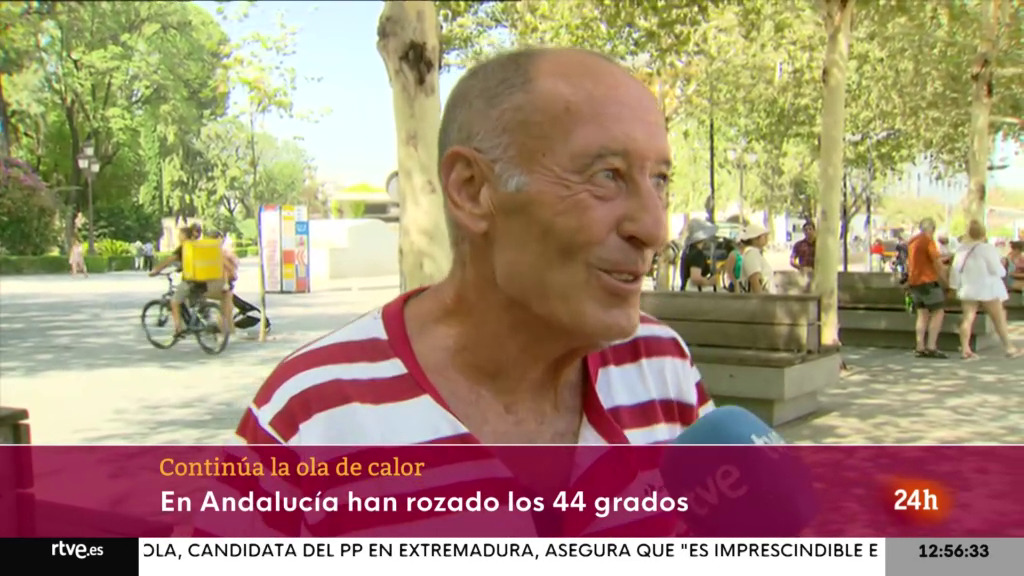 Continúa la ola de calor
En Andalucía han rozado los 44 grados
24h
rtve
rtve.es
OLA, CANDIDATA DEL PP EN EXTREMADURA, ASEGURA QUE "ES IMPRESCINDIBLE E
12:56:33